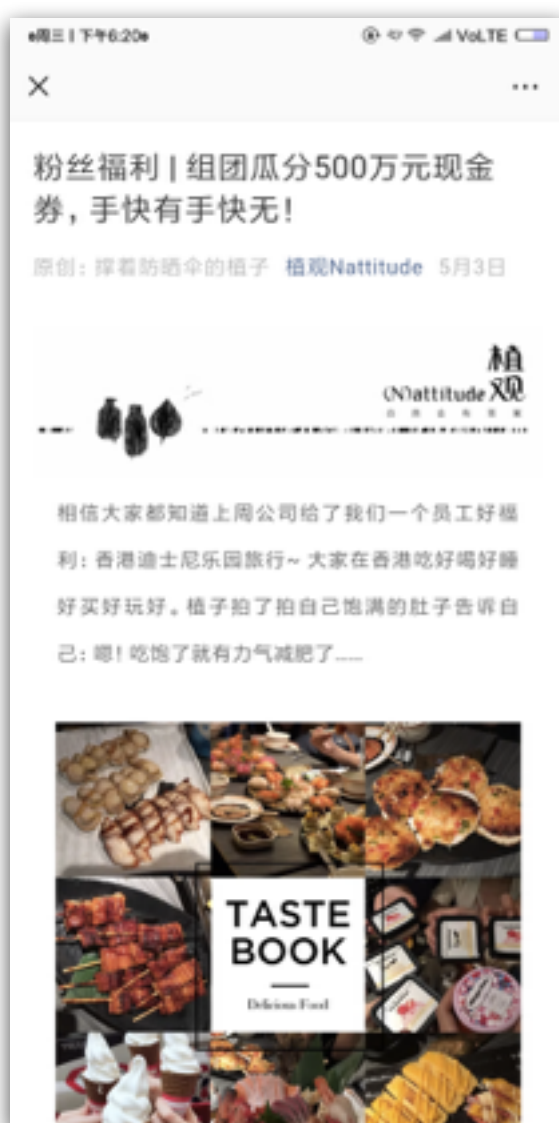 周三 | 下午6:20
VoLTE
粉丝福利 | 组团瓜分500万元现金
券，手快有手快无！
原创：撑着防晒伞的植子 植观Nattitude 5月3日
植观
(N)attitude
相信大家都知道上周公司给了我们一个员工好福
利：香港迪士尼乐园旅行~ 大家在香港吃好喝好睡
好买好玩好。植子拍了拍自己饱满的肚子告诉自
己：嗯！吃饱了就有力气减肥了……
TASTE
BOOK
Delicious Food